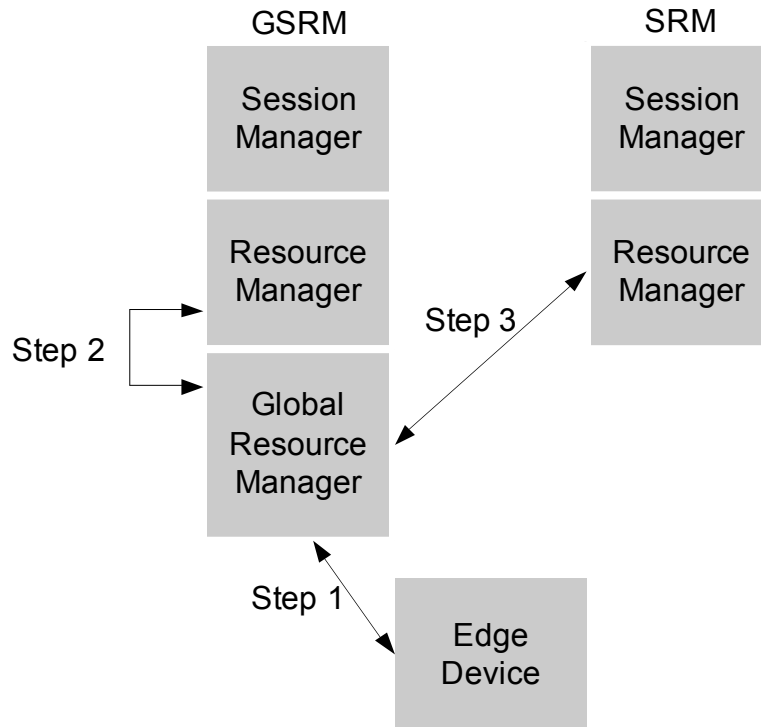 GSRM
SRM
Session
Manager
Session
Manager
Resource
Manager
Resource
Manager
Step 3
Step 2
Global
Resource
Manager
Step 1
Edge
Device